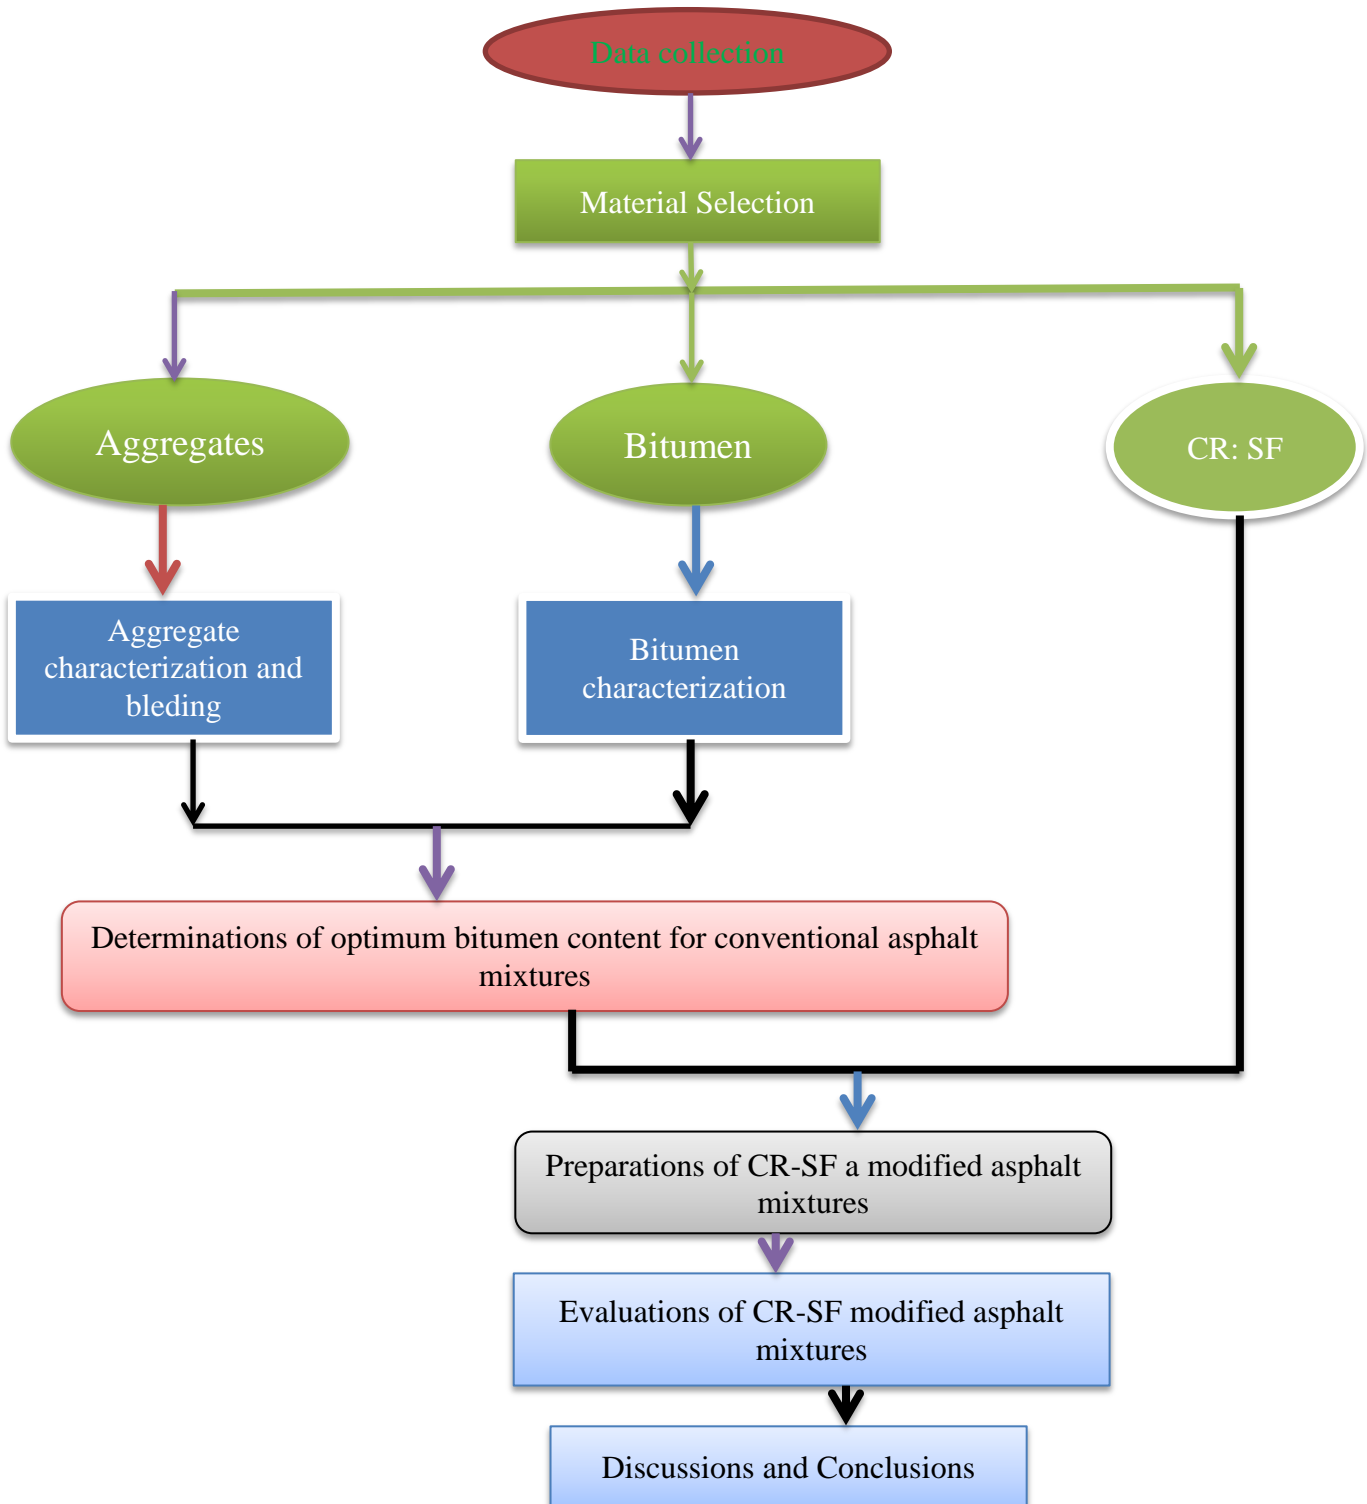 Data collection
Material Selection
Aggregates
Bitumen
CR: SF
Aggregate
characterization and
bleding
Bitumen
characterization
Determinations of optimum bitumen content for conventional asphalt
mixtures
Preparations of CR-SF a modified asphalt
mixtures
Evaluations of CR-SF modified asphalt
mixtures
Discussions and Conclusions